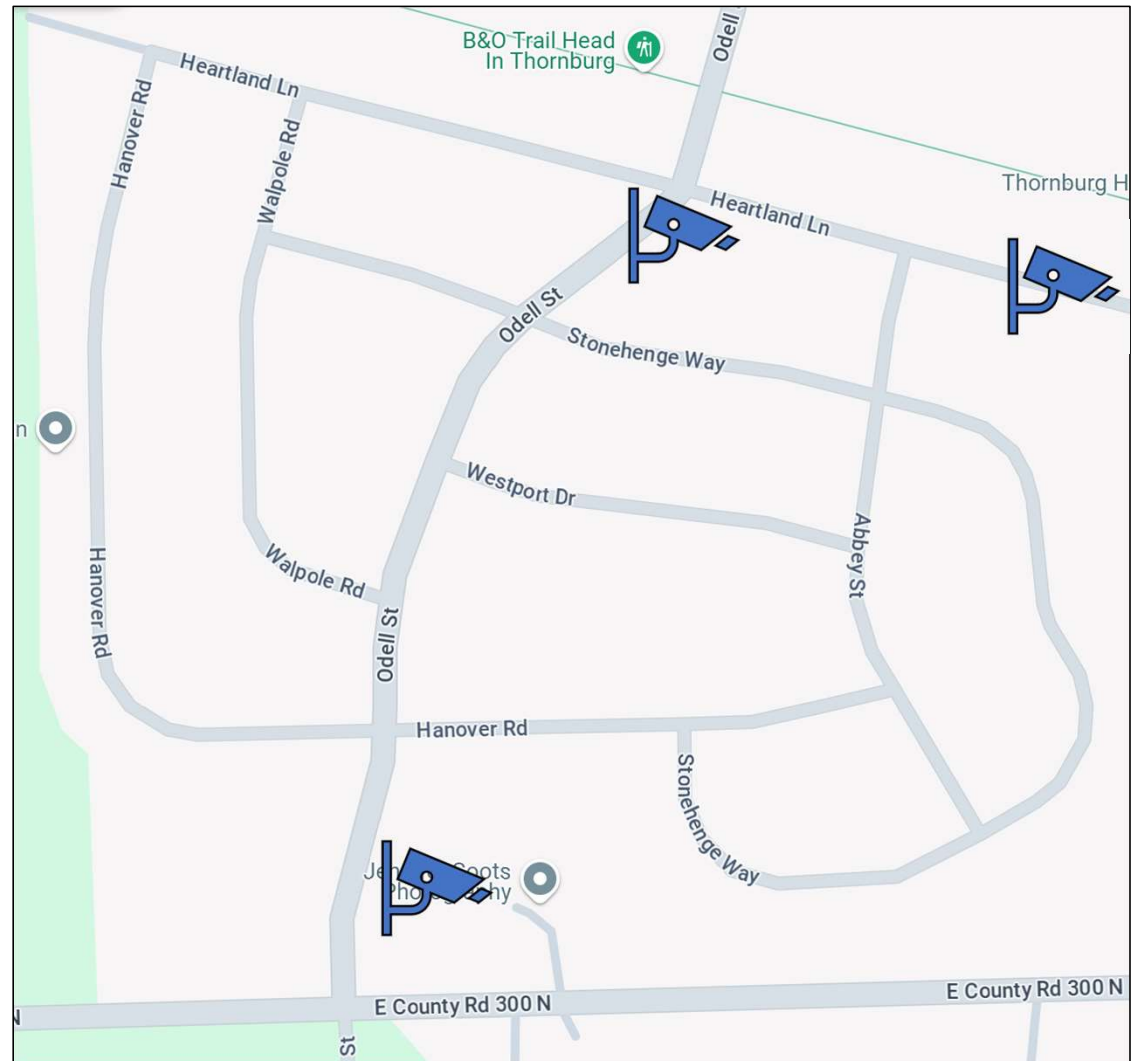 Odell
B&O Trail Head
In Thornburg
Heartland Ln
Hanover Rd
Walpole Rd
Thornburg H
Heartland Ln
Odell St
Stonehenge Way
n
Westport Dr
Abbey St
Hanover Rd
Walpole Rd
Odell St
Hanover Rd
Stonehenge Way
oots
E County Rd 300 N
E County Rd 300 N
N
St